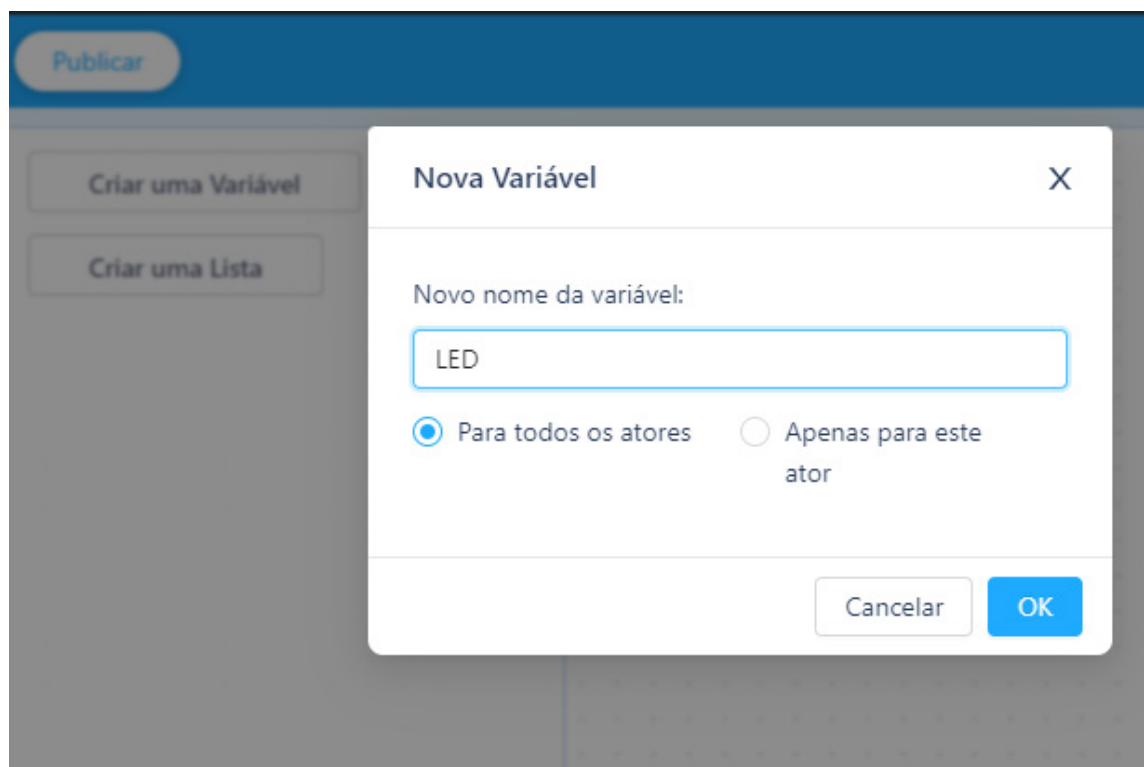 Publicar
Criar uma Variável
Criar uma Lista
Nova Variável
X
Novo nome da variável:
LED
Para todos os atores
Apenas para este
ator
Cancelar
OK